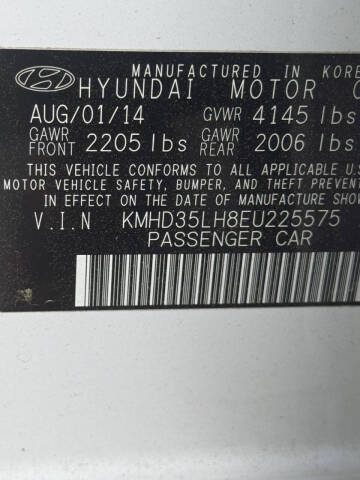 MANUFACTURED IN KORE
HYUNDAI MOTOR C
AUG/01/14 GVWR 4145 lbs
GAWR FRONT 2205 lbs GAWR REAR 2006 lbs
THIS VEHICLE CONFORMS TO ALL APPLICABLE
MOTOR VEHICLE SAFETY, BUMPER, AND THEFT PREVENT
IN EFFECT ON THE DATE OF MANUFACTURE SHOWN
V.I.N KMHD35LH8EU225575
PASSENGER CAR